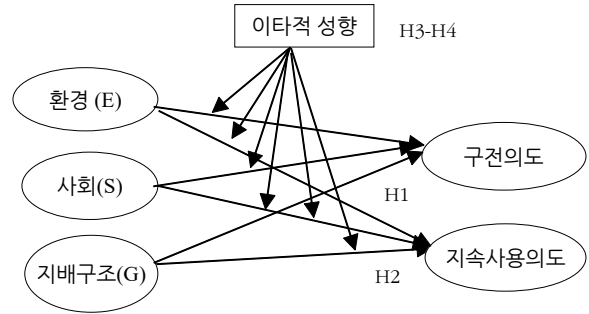 이타적 성향
H3-H4
환경 (E)
구전의도
사회(S)
H1
지속사용의도
지배구조(G)
H2